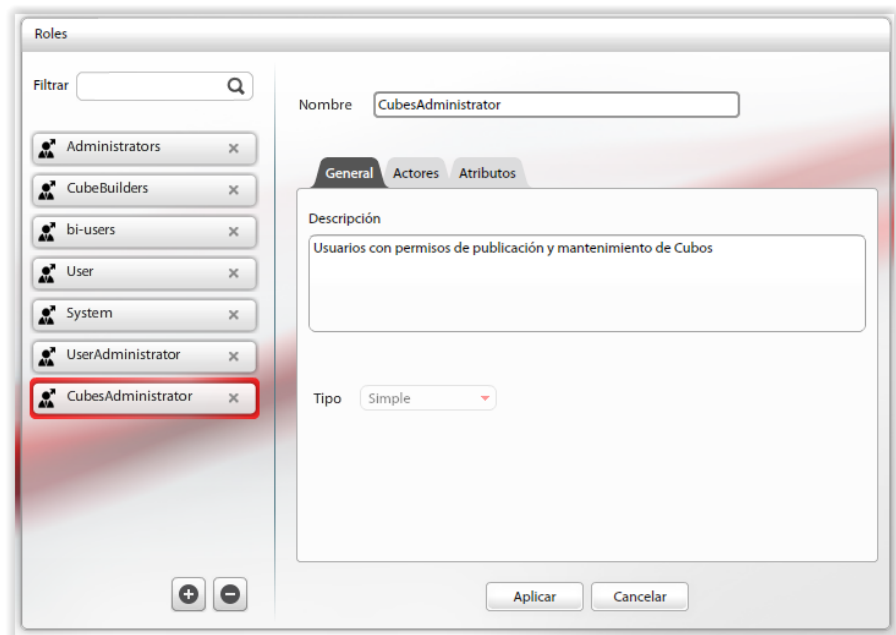 Roles
Filtrar
Administrators
CubeBuilders
bi-users
User
System
UserAdministrator
CubesAdministrator
Nombre CubesAdministrator
General Actores Atributos
Descripción
Usuarios con permisos de publicación y mantenimiento de Cubos
Tipo Simple
Aplicar Cancelar